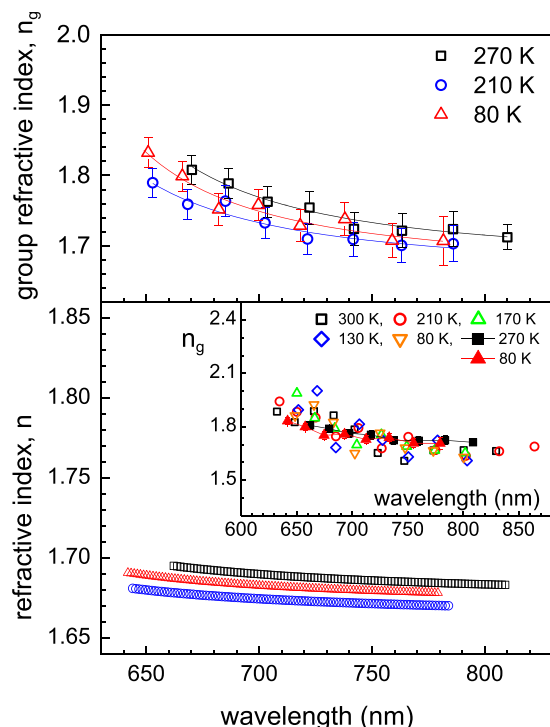 group refractive index, n_g
2.0
1.9
1.8
1.7
270 K
210 K
80 K
refractive index, n
1.85
1.80
1.75
1.70
1.65
n_g
2.4
2.1
1.8
1.5
300 K, 210 K, 170 K
130 K, 80 K, 270 K
80 K
wavelength (nm)
600 650 700 750 800 850
650 700 750 800
wavelength (nm)